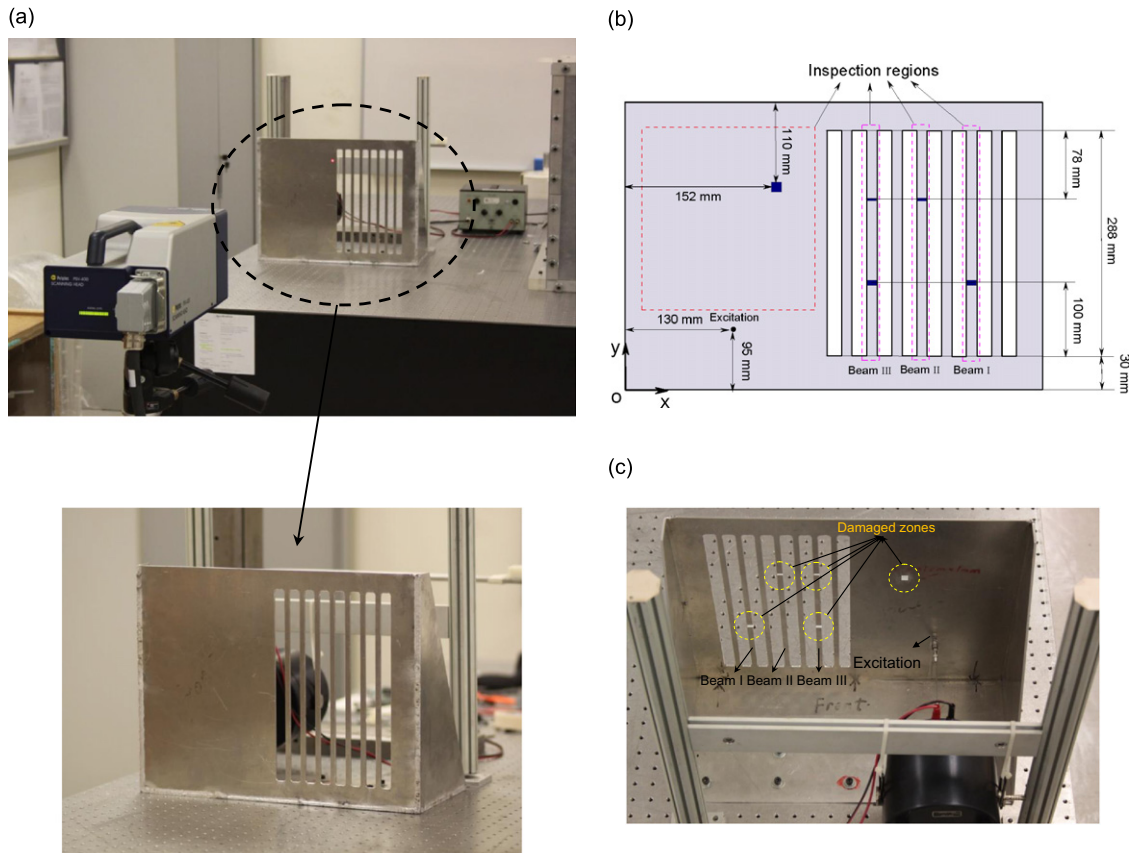 (a)
(b)
Inspection regions
110 mm
152 mm
78 mm
288 mm
130 mm
Excitation
95 mm
100 mm
30 mm
y
o
x
Beam III
Beam II
Beam I
(c)
Damaged zones
Excitation
Beam I
Beam II
Beam III
Front